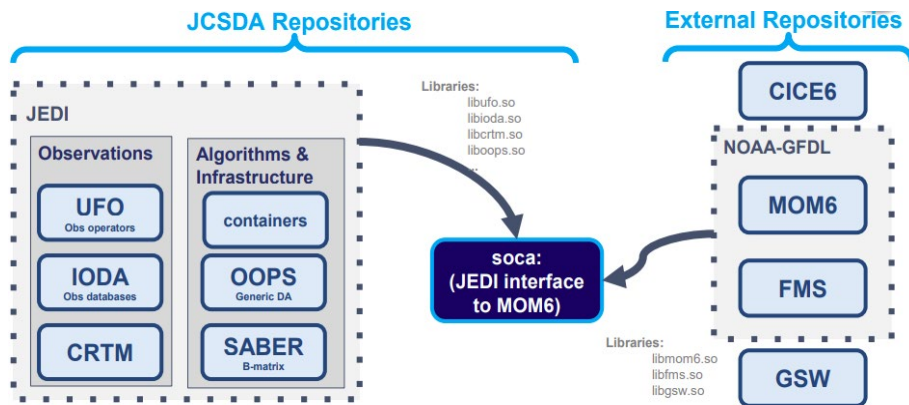 JCSDA Repositories
External Repositories
JEDI
Observations
UFO
Obs operators
IODA
Obs databases
CRTM
Algorithms &
Infrastructure
containers
OOPS
Generic DA
SABER
B-matrix
Libraries:
libufo.so
libioda.so
libcrtm.so
liboops.so
...
soca:
(JEDI interface
to MOM6)
CICE6
NOAA-GFDL
MOM6
FMS
GSW
Libraries:
libmom6.so
libfms.so
libgsw.so